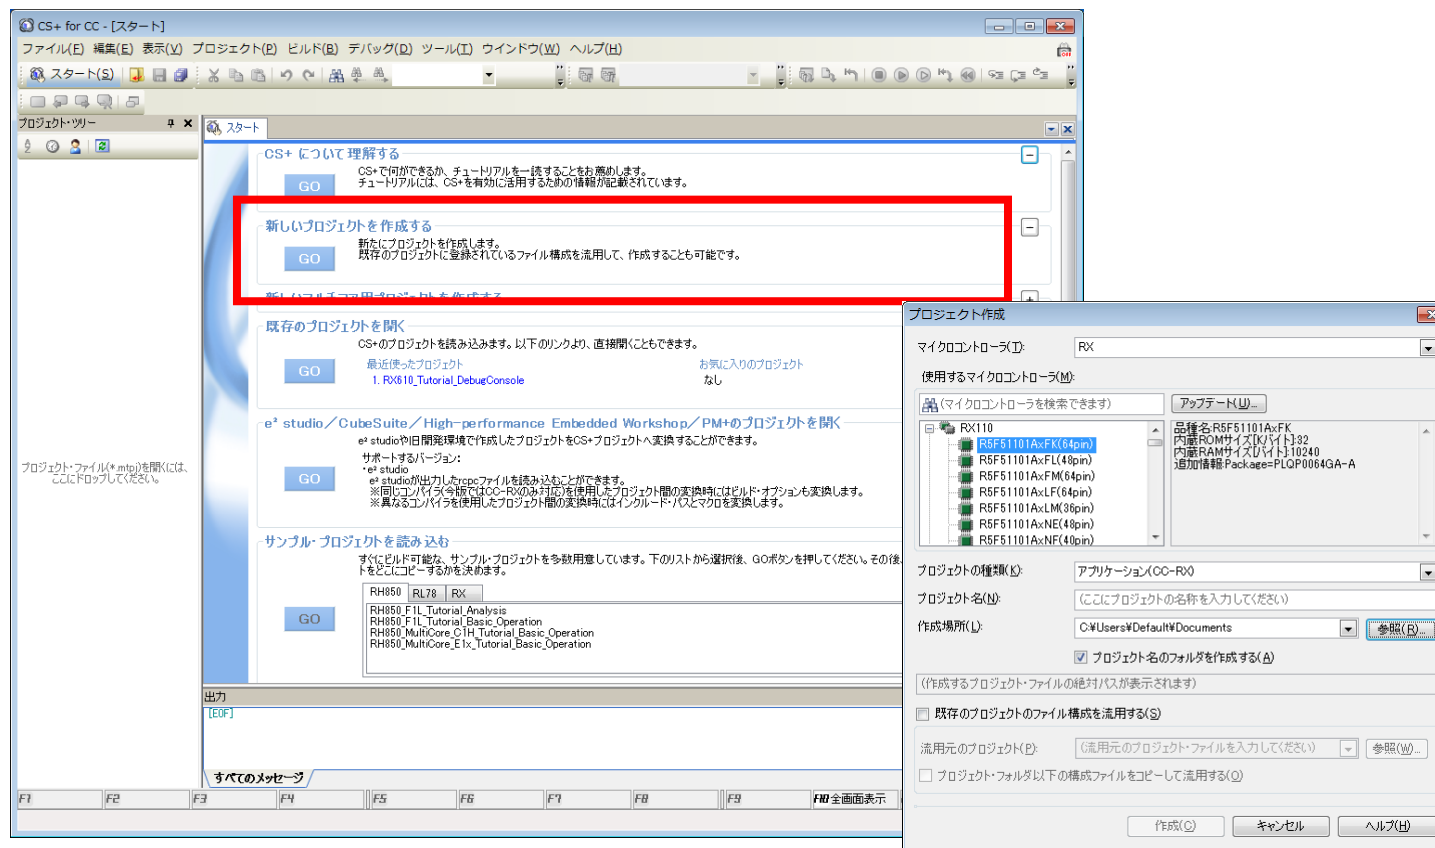 CS+ for CC - [スタート]
ファイル(F) 編集(E) 表示(V) プロジェクト(P) ビルド(B) デバッグ(D) ツール(T) ウインドウ(W) ヘルプ(H)
スタート(S)
プロジェクト・ツリー
スタート
プロジェクト・ファイル(*.mtpj)を開くには、
ここにドロップしてください。
CS+ について理解する
CS+で何ができるか、チュートリアルを一読することをお薦めします。
チュートリアルには、CS+を有効に活用するための情報が記載されています。
GO
新しいプロジェクトを作成する
新たにプロジェクトを作成します。
既存のプロジェクトに登録されているファイル構成を流用して、作成することも可能です。
GO
新しいマルチコア用プロジェクトを作成する
既存のプロジェクトを開く
CS+のプロジェクトを読み込みます。以下のリンクより、直接開くこともできます。
GO
最近使ったプロジェクト
お気に入りのプロジェクト
1. RX610_Tutorial_DebugConsole
なし
e² studio／CubeSuite／High-performance Embedded Workshop／PM+のプロジェクトを開く
e² studioや旧開発環境で作成したプロジェクトをCS+プロジェクトへ変換することができます。
サポートするバージョン:
・e² studio
e² studioが出力したrcpcファイルを読み込むことができます。
※同じコンパイラ(今版ではCC-RXのみ対応)を使用したプロジェクト間の変換時にはビルド・オプションも変換します。
※異なるコンパイラを使用したプロジェクト間の変換時にはインクルード・パスとマクロを変換します。
GO
サンプル・プロジェクトを読み込む
すぐにビルド可能な、サンプル・プロジェクトを多数用意しています。下のリストから選択後、GOボタンを押してください。その後、
トをどこにコピーするかを決めます。
GO
RH850 RL78 RX
RH850_F1L_Tutorial_Analysis
RH850_F1L_Tutorial_Basic_Operation
RH850_MultiCore_C1H_Tutorial_Basic_Operation
RH850_MultiCore_E1x_Tutorial_Basic_Operation
出力
[EOF]
すべてのメッセージ
F1 F2 F3 F4 F5 F6 F7 F8 F9 F10 全画面表示
プロジェクト作成
マイクロコントローラ(T):
RX
使用するマイクロコントローラ(M):
(マイクロコントローラを検索できます)
アップデート(U)...
RX110
R5F51101AxFK(64pin)
R5F51101AxFL(48pin)
R5F51101AxFM(64pin)
R5F51101AxLF(64pin)
R5F51101AxLM(36pin)
R5F51101AxNE(48pin)
R5F51101AxNF(40pin)
品種名:R5F51101AxFK
内蔵ROMサイズ[Kバイト]:32
内蔵RAMサイズ[バイト]:10240
追加情報:Package=PLQP0064GA-A
プロジェクトの種類(K):
アプリケーション(CC-RX)
プロジェクト名(N):
(ここにプロジェクトの名称を入力してください)
作成場所(L):
C:¥Users¥Default¥Documents
参照(R)...
プロジェクト名のフォルダを作成する(A)
(作成するプロジェクト・ファイルの絶対パスが表示されます)
既存のプロジェクトのファイル構成を流用する(S)
流用元のプロジェクト(P):
(流用元のプロジェクト・ファイルを入力してください)
参照(W)...
プロジェクト・フォルダ以下の構成ファイルをコピーして流用する(O)
作成(C)
キャンセル
ヘルプ(H)